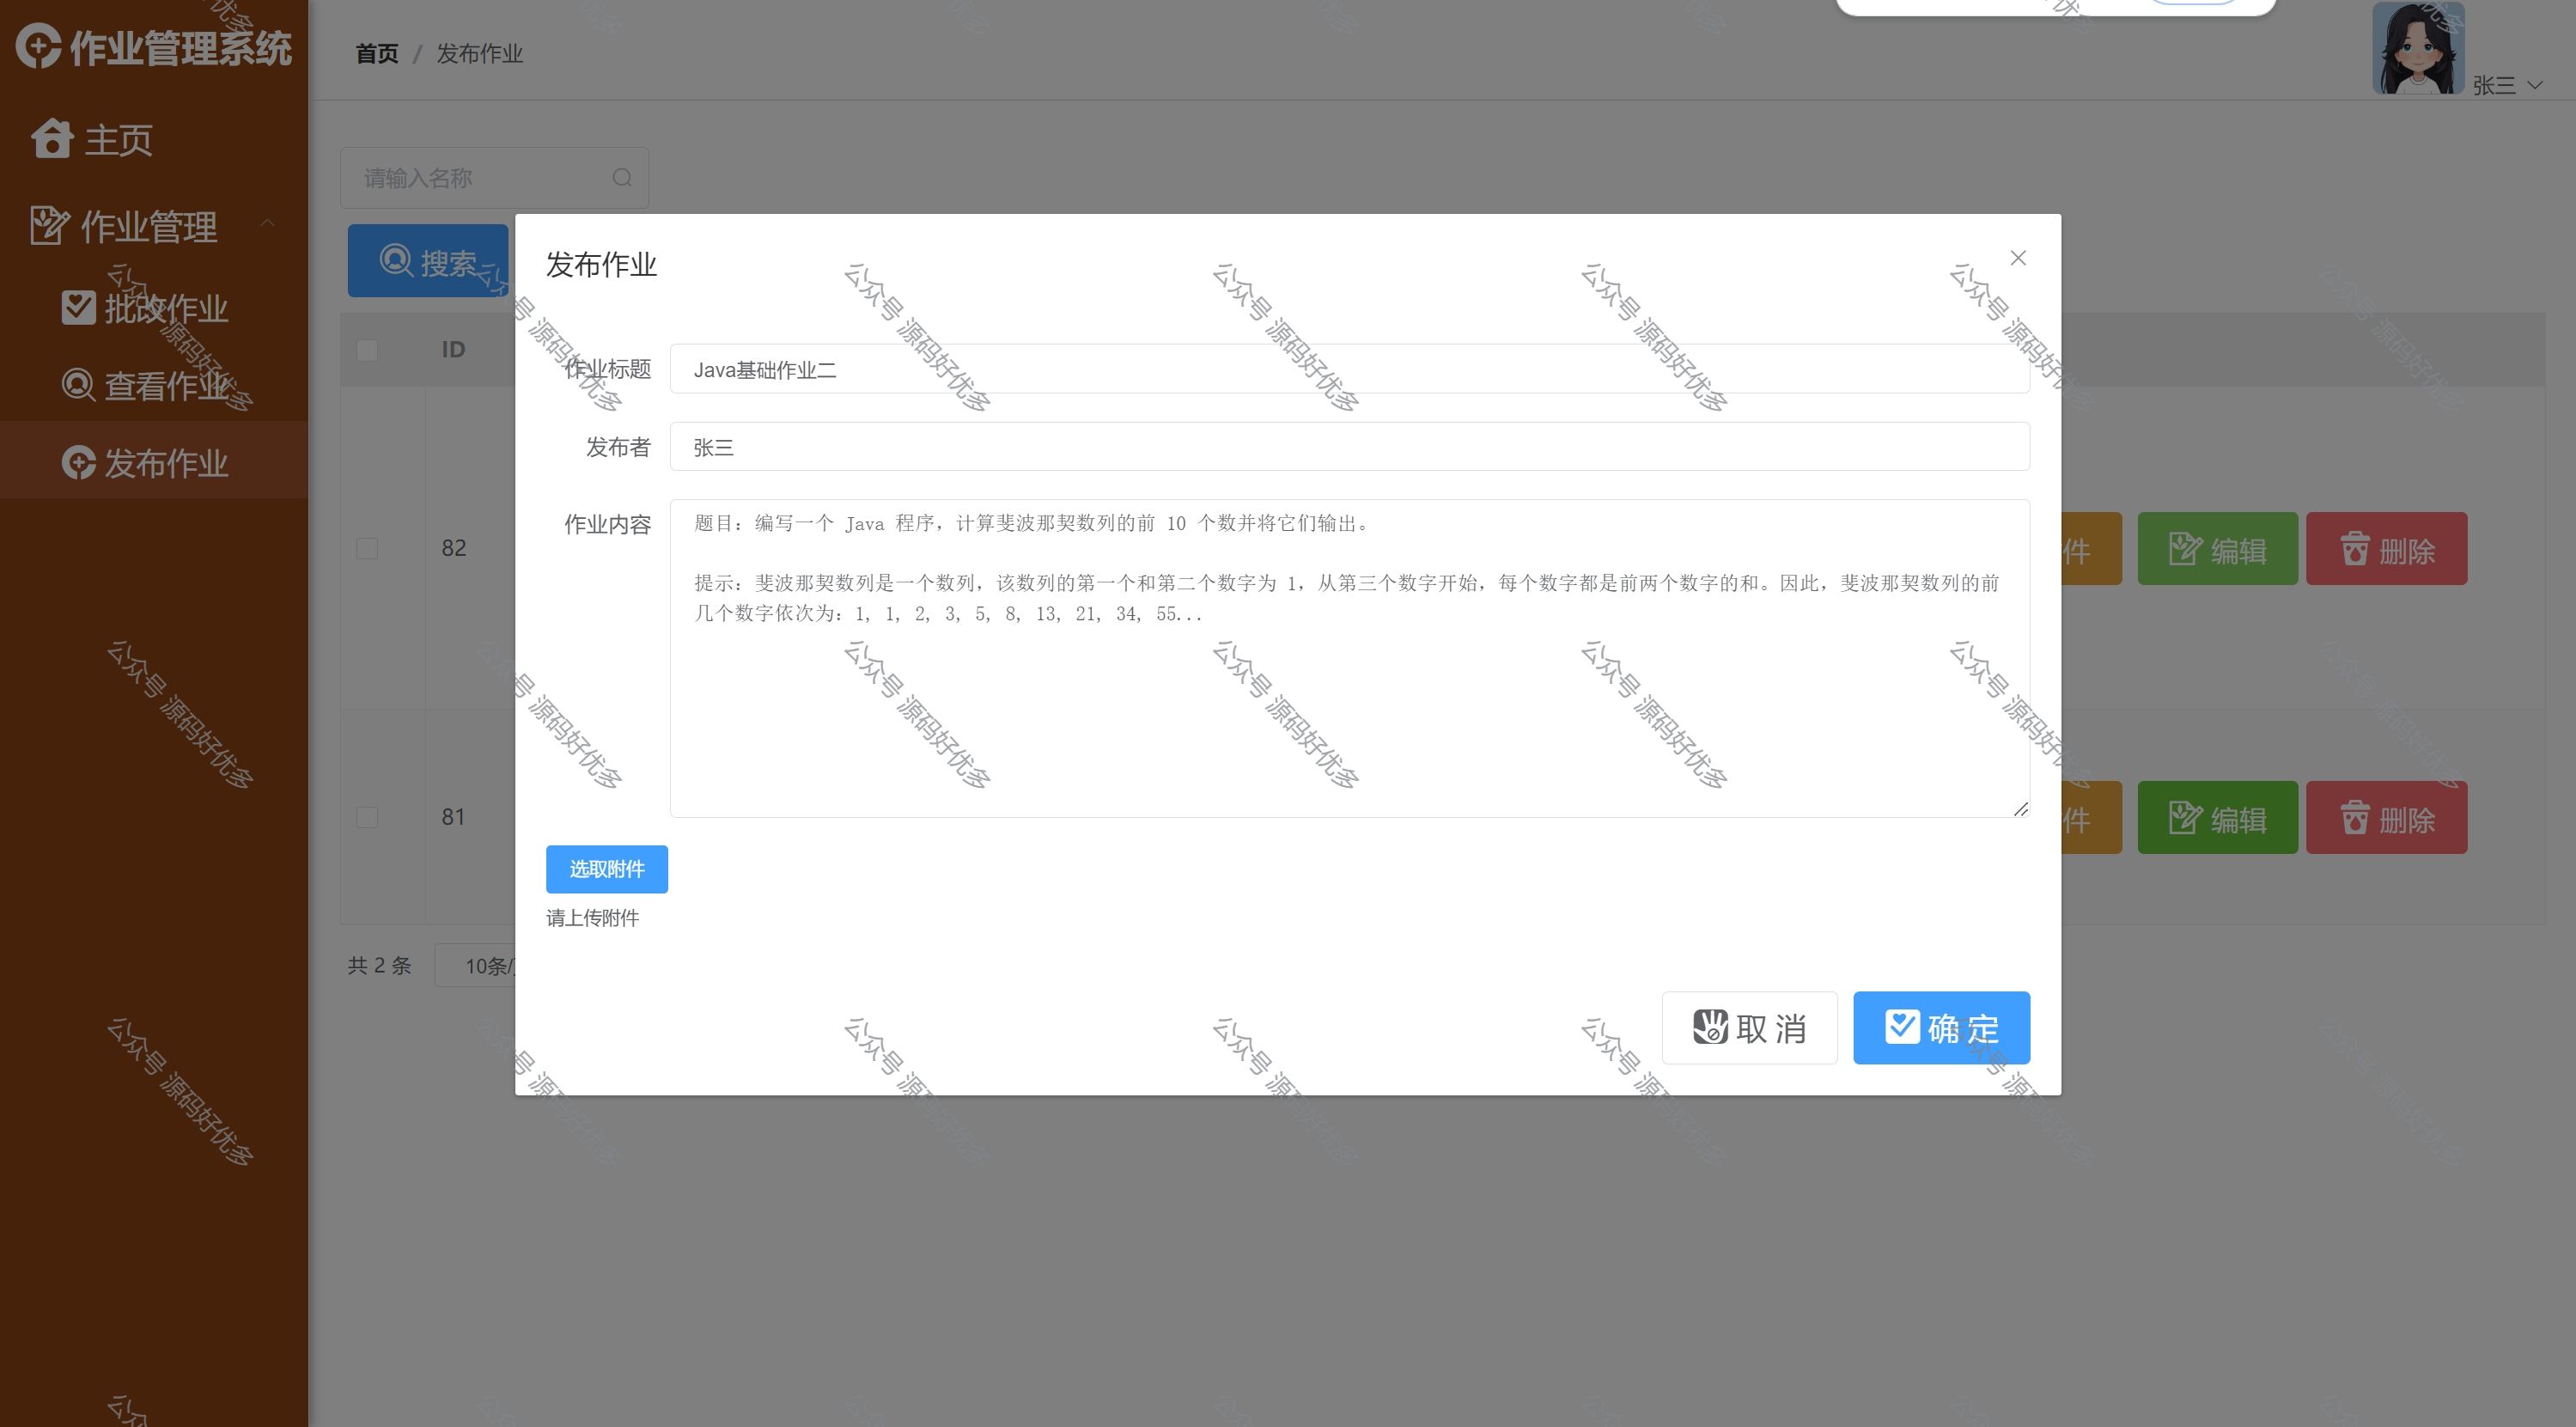 作业管理系统
首页 / 发布作业
张三
主页
作业管理
批改作业
查看作业
发布作业
请输入名称
搜索
ID
82
件
编辑
删除
81
件
编辑
删除
共 2 条
10条/
发布作业
作业标题
Java基础作业二
发布者
张三
作业内容
题目：编写一个 Java 程序，计算斐波那契数列的前 10 个数并将它们输出。
提示：斐波那契数列是一个数列，该数列的第一个和第二个数字为 1，从第三个数字开始，每个数字都是前两个数字的和。因此，斐波那契数列的前
几个数字依次为：1, 1, 2, 3, 5, 8, 13, 21, 34, 55...
选取附件
请上传附件
取 消
确 定
公众号 源码好优多